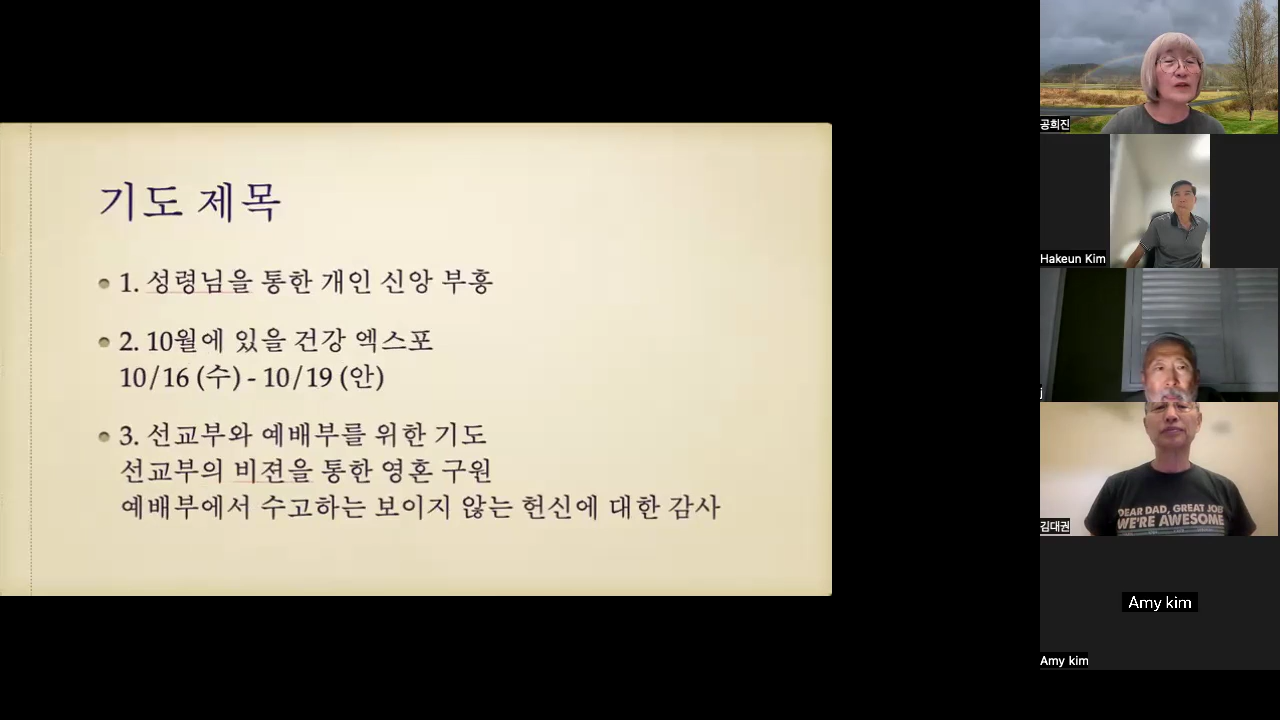 기도 제목
1. 성령님을 통한 개인 신앙 부흥
2. 10월에 있을 건강 엑스포
10/16 (수) - 10/19 (안)
3. 선교부와 예배부를 위한 기도
선교부의 비젼을 통한 영혼 구원
예배부에서 수고하는 보이지 않는 헌신에 대한 감사
공희진
Hakeun Kim
j
DEAR DAD, GREAT JOB
WE'RE AWESOME
김대권
Amy kim
Amy kim